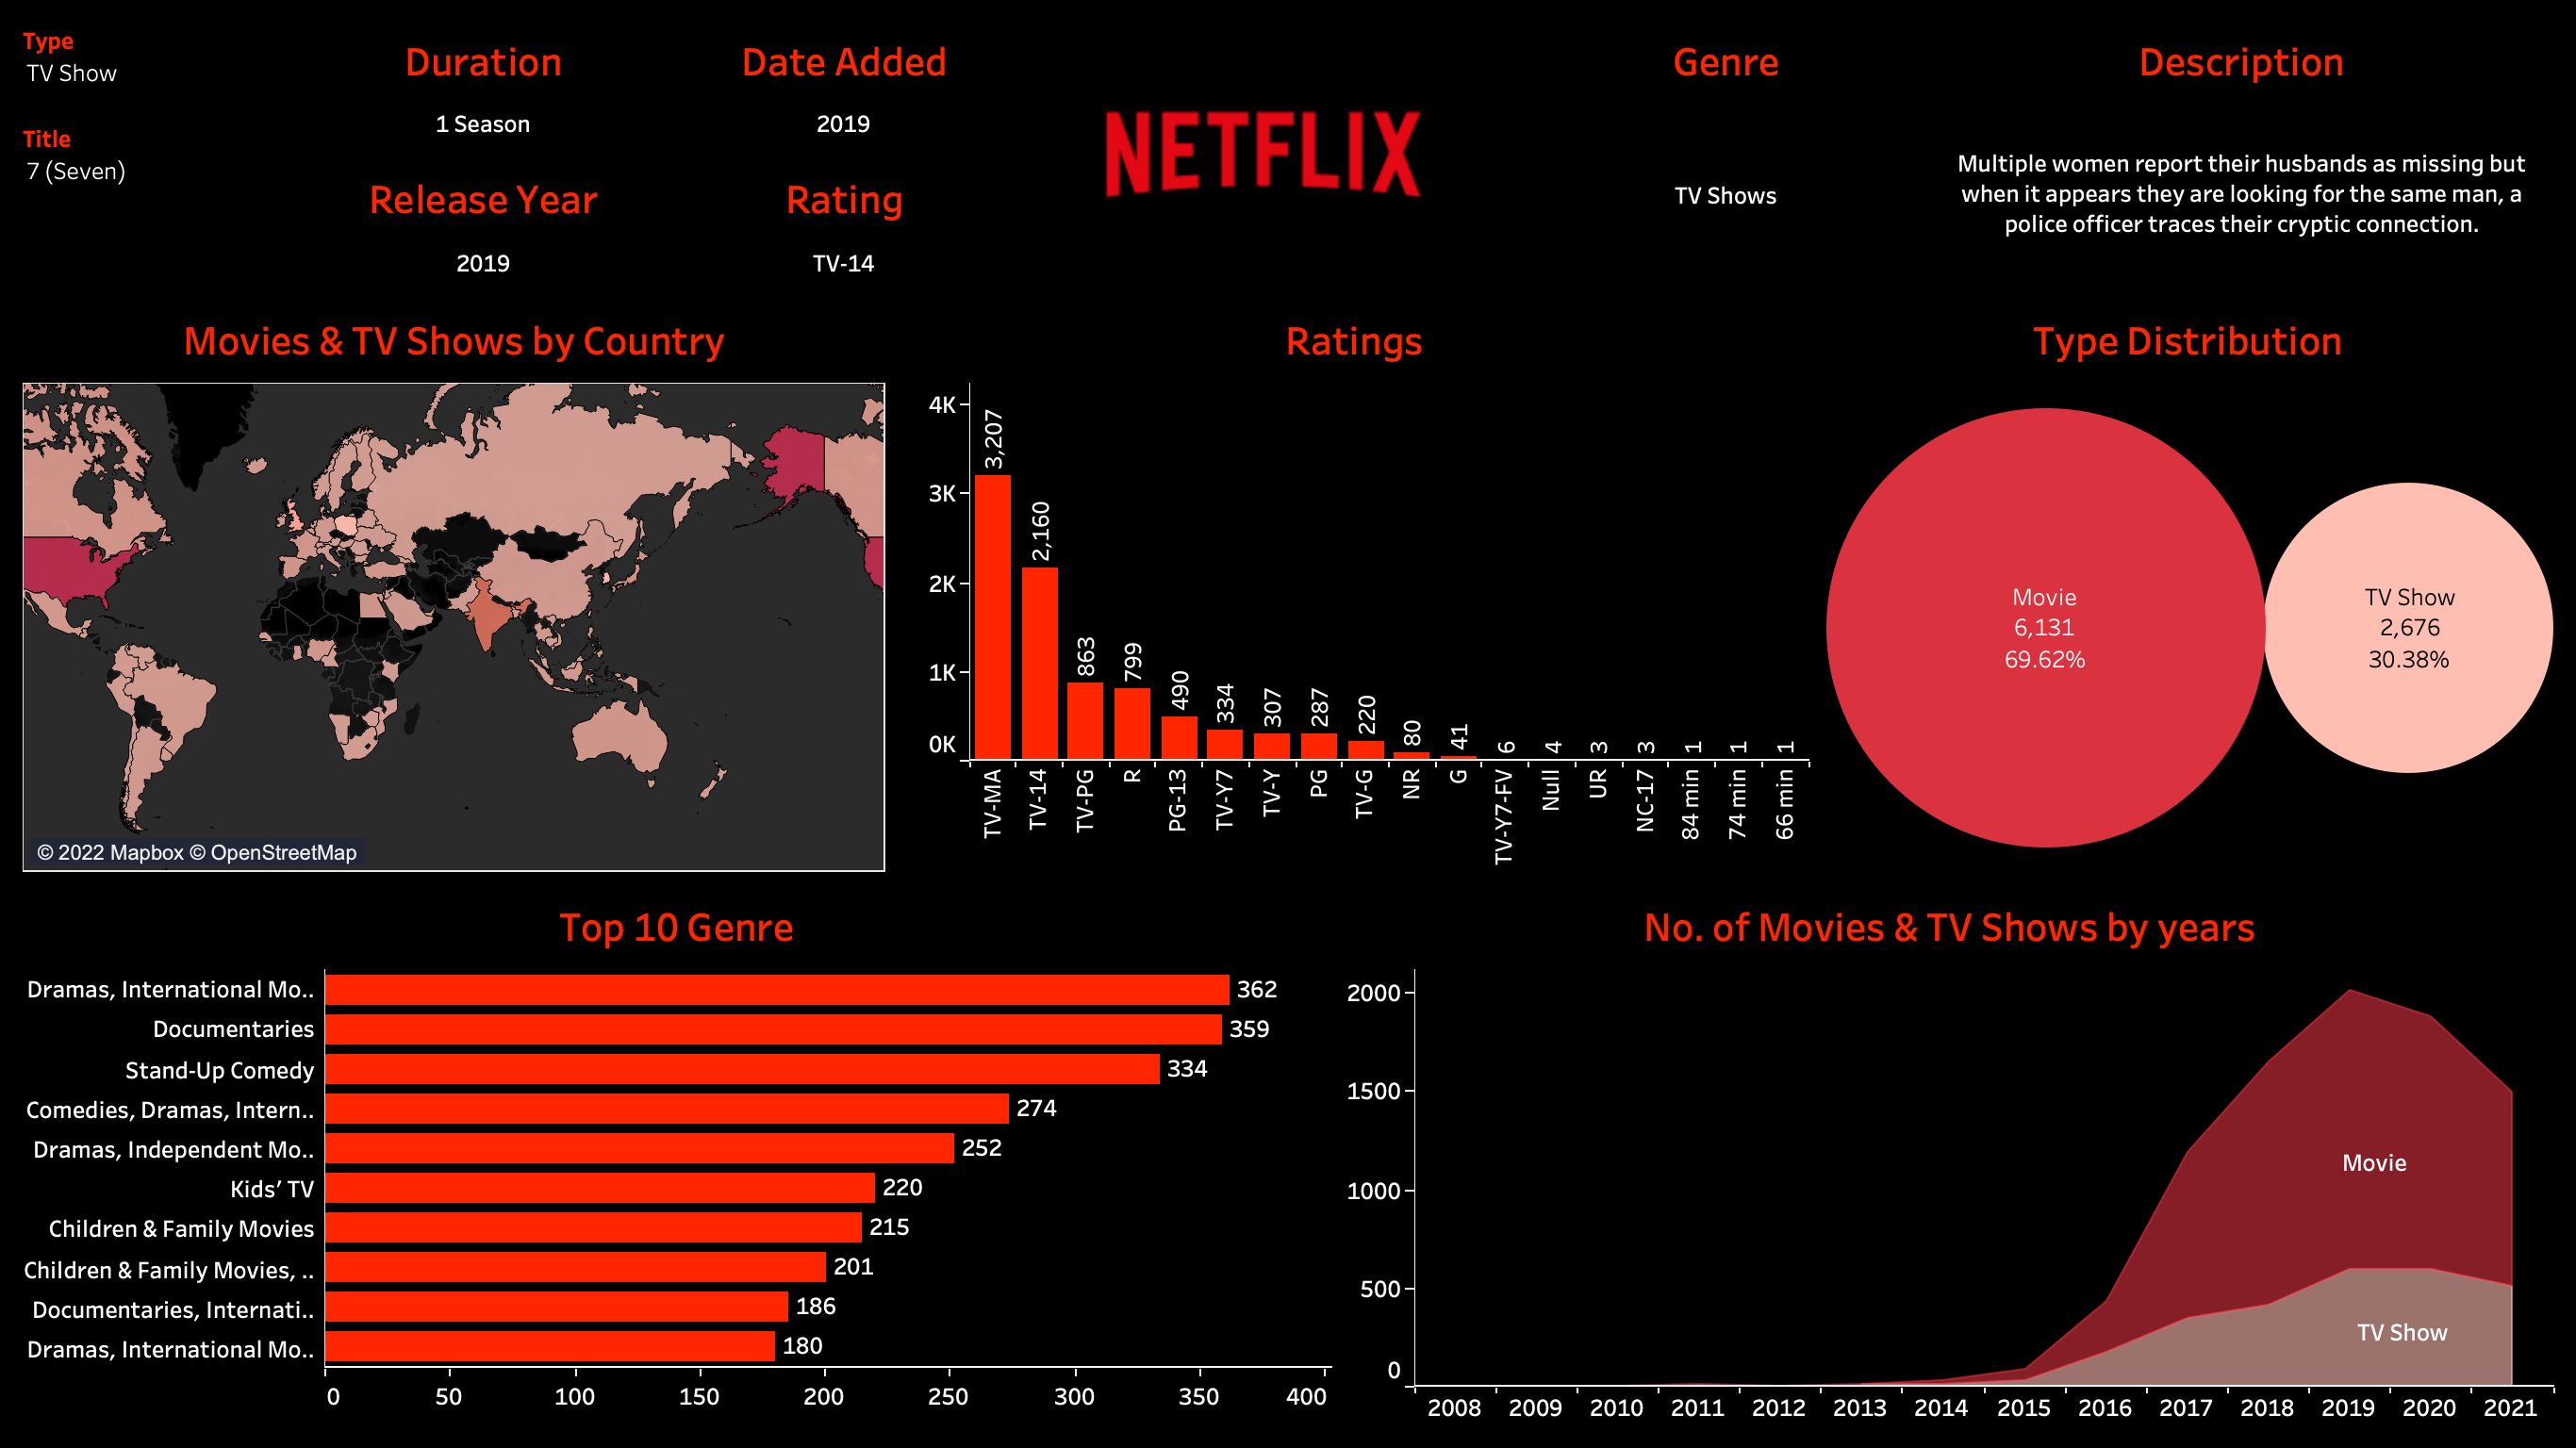 Type
TV Show
Title
7 (Seven)
Duration
1 Season
Date Added
2019
Release Year
2019
Rating
TV-14
NETFLIX
Genre
TV Shows
Description
Multiple women report their husbands as missing but
when it appears they are looking for the same man, a
police officer traces their cryptic connection.
Movies & TV Shows by Country
© 2022 Mapbox © OpenStreetMap
Ratings
4K
3K
2K
1K
0K
3,207
2,160
863
799
490
334
307
287
220
80
41
6
4
3
3
1
1
1
TV-MA
TV-14
TV-PG
R
PG-13
TV-Y7
TV-Y
PG
TV-G
NR
G
TV-Y7-FV
Null
UR
NC-17
84 min
74 min
66 min
Type Distribution
Movie
6,131
69.62%
TV Show
2,676
30.38%
Top 10 Genre
Dramas, International Mo.. 362
Documentaries 359
Stand-Up Comedy 334
Comedies, Dramas, Intern.. 274
Dramas, Independent Mo.. 252
Kids’ TV 220
Children & Family Movies 215
Children & Family Movies, .. 201
Documentaries, Internati.. 186
Dramas, International Mo.. 180
0 50 100 150 200 250 300 350 400
No. of Movies & TV Shows by years
2000
1500
1000
500
0
Movie
TV Show
2008 2009 2010 2011 2012 2013 2014 2015 2016 2017 2018 2019 2020 2021